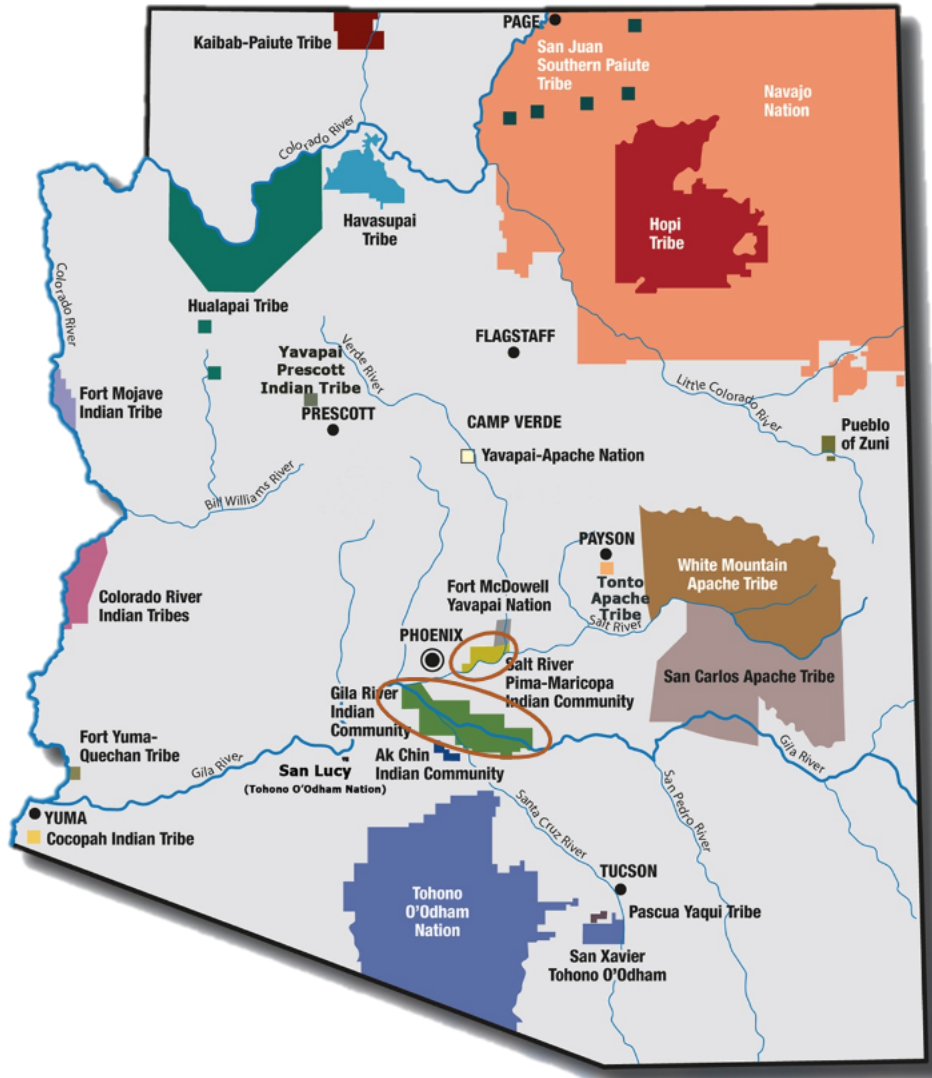 PAGE
Kaibab-Paiute Tribe
San Juan
Southern Paiute
Tribe
Navajo
Nation
Colorado River
Havasupai
Tribe
Hopi
Tribe
Colorado River
Hualapai Tribe
FLAGSTAFF
Verde River
Yavapai
Prescott
Indian Tribe
PRESCOTT
Fort Mojave
Indian Tribe
Little Colorado River
CAMP VERDE
Pueblo
of Zuni
Yavapai-Apache Nation
Bill Williams River
PAYSON
White Mountain
Apache Tribe
Tonto
Apache
Tribe
Fort McDowell
Yavapai Nation
Colorado River
Indian Tribes
Salt River
PHOENIX
Salt River
Pima-Maricopa
Indian Community
San Carlos Apache Tribe
Gila River
Indian
Community
Fort Yuma-
Quechan Tribe
Gila River
Ak Chin
Indian Community
San Lucy
(Tohono O'Odham Nation)
Gila River
San Pedro River
Santa Cruz River
YUMA
Cocopah Indian Tribe
TUCSON
Tohono
O'Odham
Nation
Pascua Yaqui Tribe
San Xavier
Tohono O'Odham